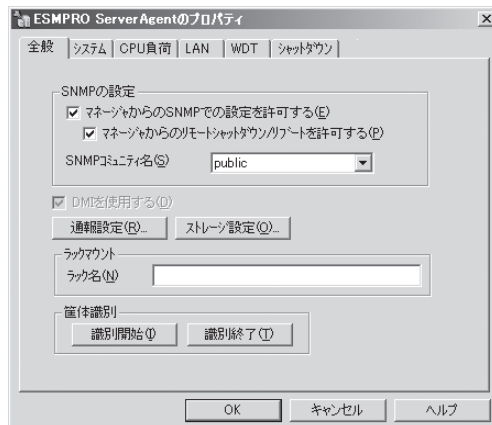 ESMPRO ServerAgentのプロパティ
全般 システム CPU負荷 LAN WDT シャットダウン
SNMPの設定
マネージャからのSNMPでの設定を許可する(E)
マネージャからのリモートシャットダウン/リブートを許可する(P)
SNMPコミュニティ名(S) public
DMIを使用する(D)
通報設定(R)... ストレージ設定(O)...
ラックマウント
ラック名(N)
筐体識別
識別開始(I) 識別終了(T)
OK キャンセル ヘルプ